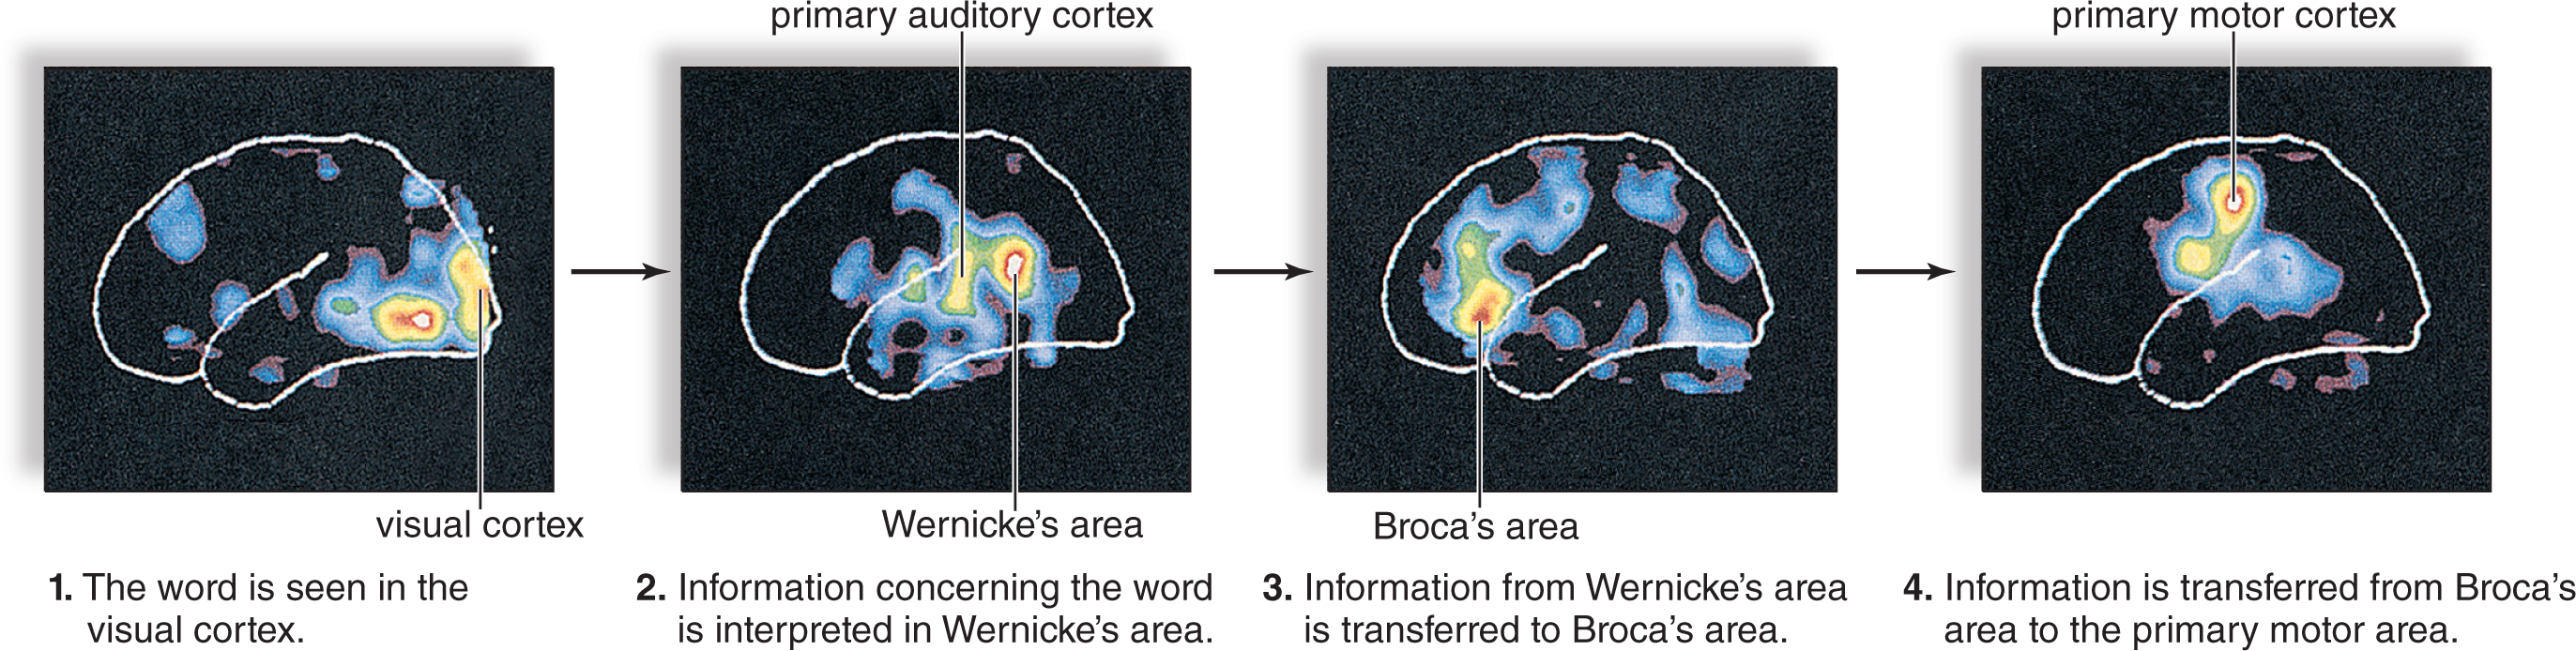 primary auditory cortex
primary motor cortex
visual cortex
Wernicke’s area
Broca’s area
1. The word is seen in the
visual cortex.
2. Information concerning the word
is interpreted in Wernicke’s area.
3. Information from Wernicke’s area
is transferred to Broca’s area.
4. Information is transferred from Broca’s
area to the primary motor area.